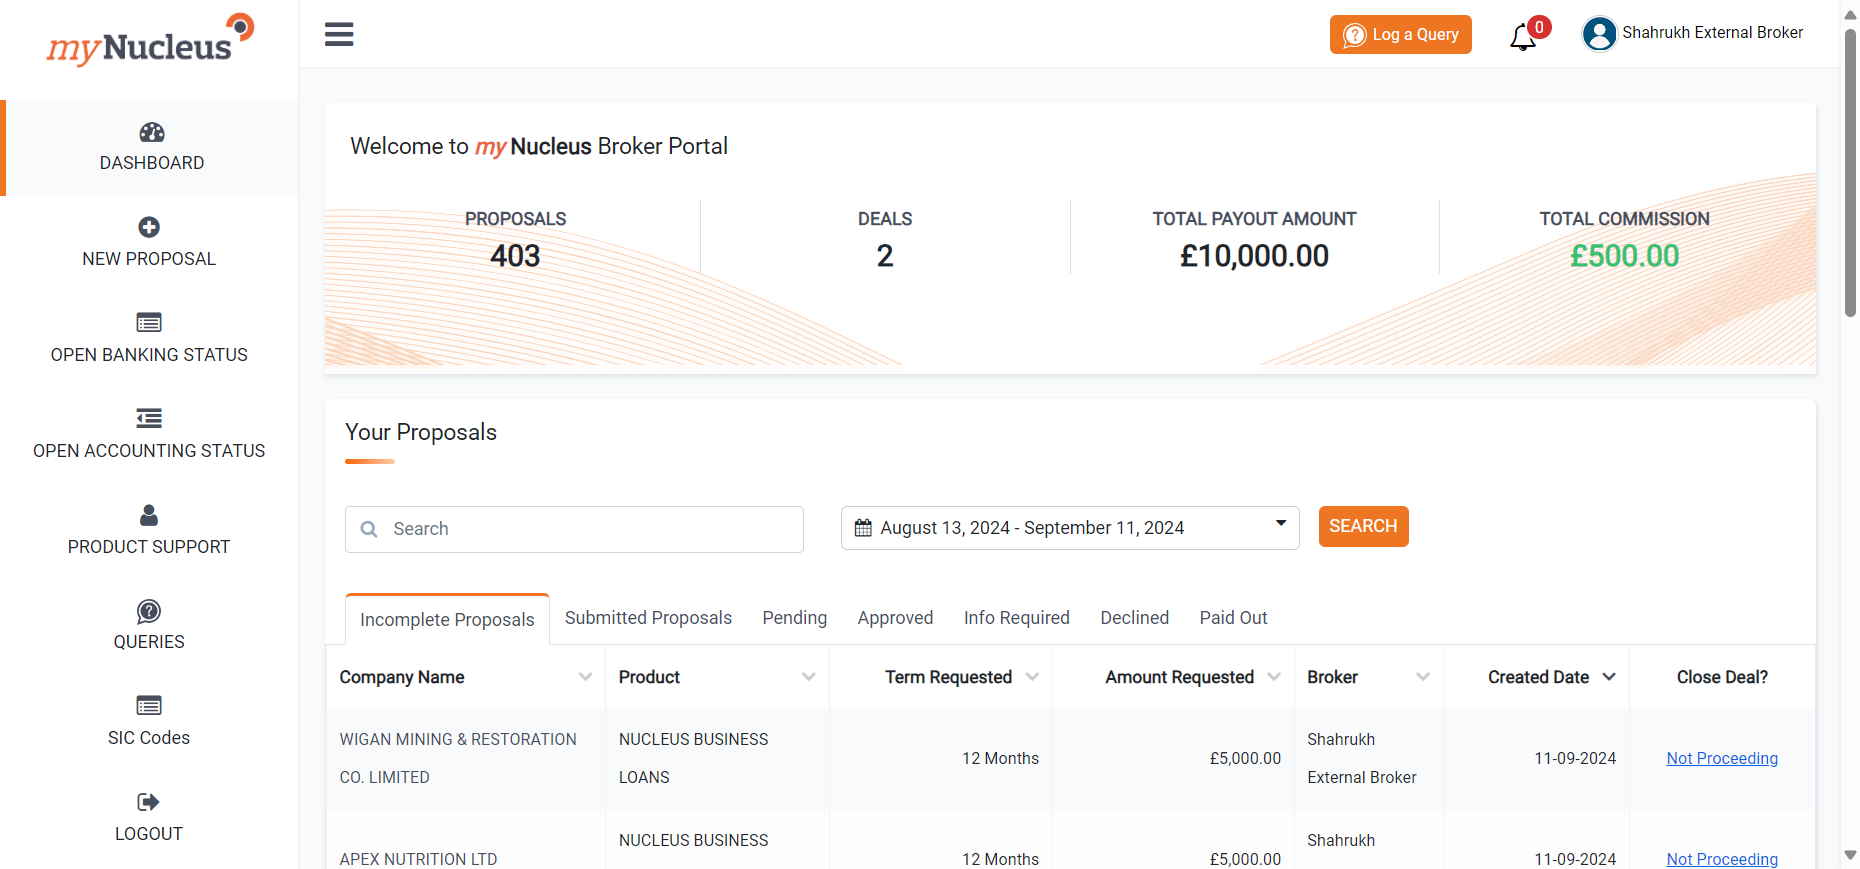 myNucleus
Log a Query
0
Shahrukh External Broker
DASHBOARD
NEW PROPOSAL
OPEN BANKING STATUS
OPEN ACCOUNTING STATUS
PRODUCT SUPPORT
QUERIES
SIC Codes
LOGOUT
Welcome to my Nucleus Broker Portal
PROPOSALS
403
DEALS
2
TOTAL PAYOUT AMOUNT
£10,000.00
TOTAL COMMISSION
£500.00
Your Proposals
Search
August 13, 2024 - September 11, 2024
SEARCH
Incomplete Proposals Submitted Proposals Pending Approved Info Required Declined Paid Out
Company Name Product Term Requested Amount Requested Broker Created Date Close Deal?
WIGAN MINING & RESTORATION
CO. LIMITED
NUCLEUS BUSINESS
LOANS
12 Months
£5,000.00
Shahrukh
External Broker
11-09-2024
Not Proceeding
APEX NUTRITION LTD
NUCLEUS BUSINESS
12 Months
£5,000.00
Shahrukh
11-09-2024
Not Proceeding